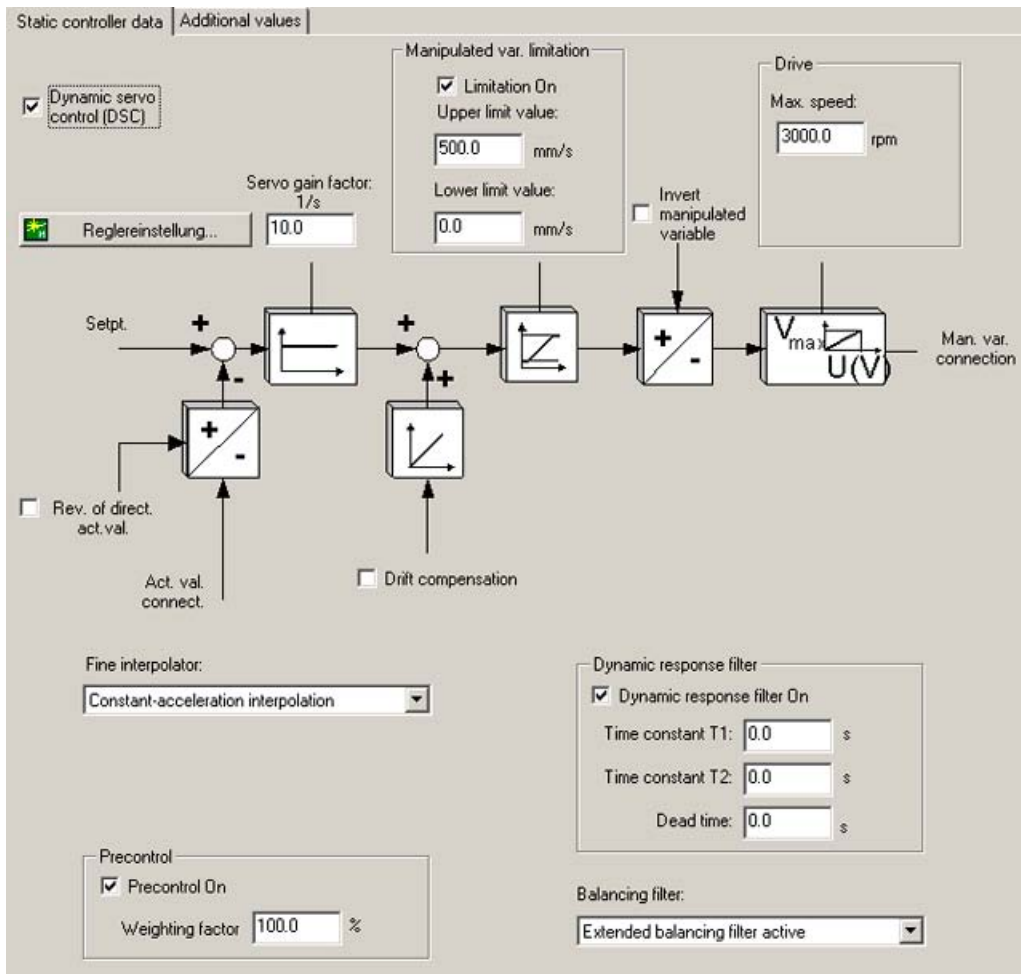 Static controller data
Additional values
Dynamic servo
control (DSC)
Manipulated var. limitation
Limitation On
Upper limit value:
500.0 mm/s
Lower limit value:
0.0 mm/s
Drive
Max. speed:
3000.0 rpm
Servo gain factor:
1/s
10.0
Reglereinstellung...
Invert
manipulated
variable
Setpt.
+
-
+
+
+
-
V max
U(V)
Man. var.
connection
+
-
Rev. of direct.
act.val.
Act. val.
connect.
Drift compensation
Fine interpolator:
Constant-acceleration interpolation
Dynamic response filter
Dynamic response filter On
Time constant T1: 0.0 s
Time constant T2: 0.0 s
Dead time: 0.0 s
Precontrol
Precontrol On
Weighting factor 100.0 %
Balancing filter:
Extended balancing filter active